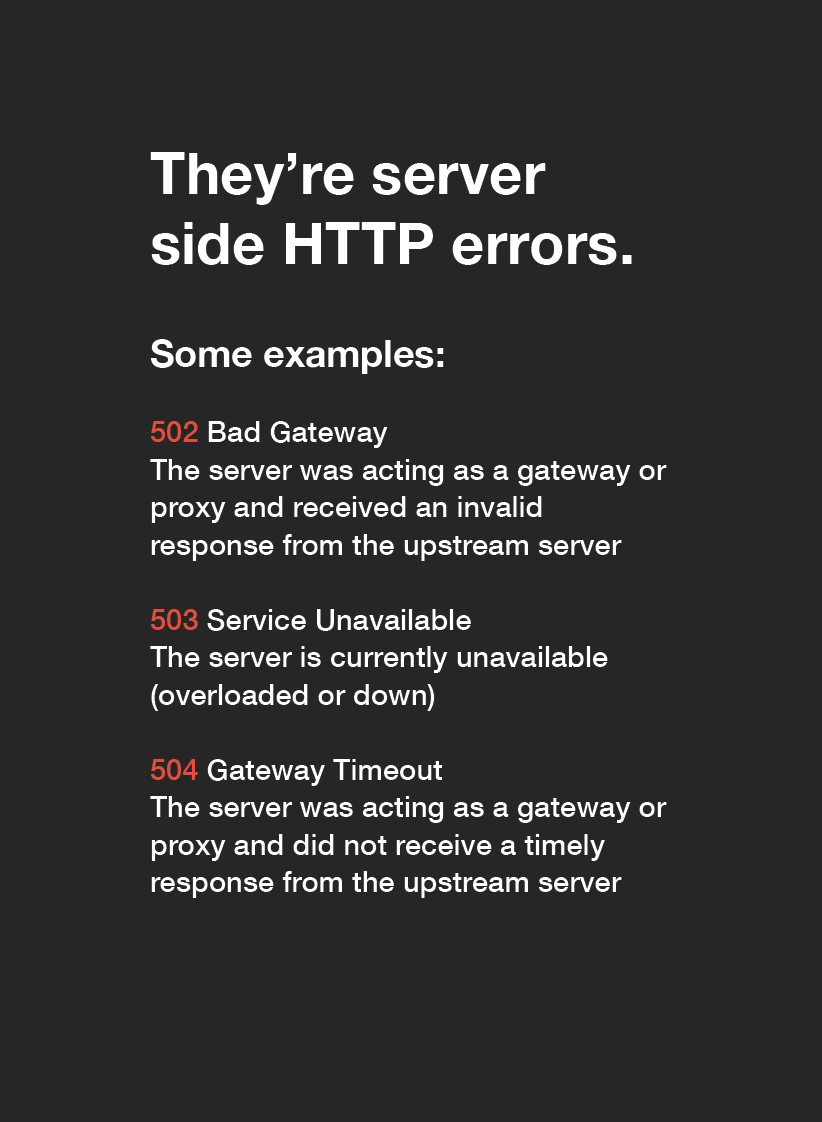 They’re server
side HTTP errors.
Some examples:
502 Bad Gateway
The server was acting as a gateway or
proxy and received an invalid
response from the upstream server
503 Service Unavailable
The server is currently unavailable
(overloaded or down)
504 Gateway Timeout
The server was acting as a gateway or
proxy and did not receive a timely
response from the upstream server